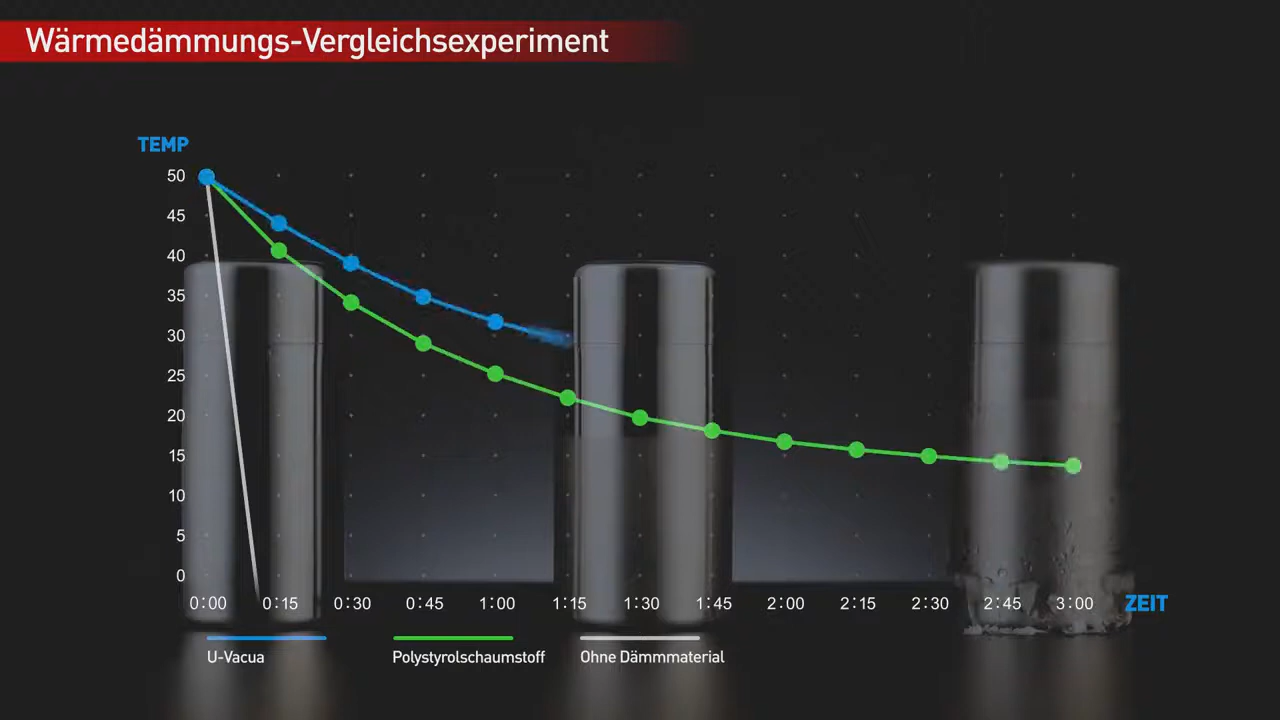 Wärmedämmungs-Vergleichsexperiment
TEMP
50
45
40
35
30
25
20
15
10
5
0
0:00 0:15 0:30 0:45 1:00 1:15 1:30 1:45 2:00 2:15 2:30 2:45 3:00 ZEIT
U-Vacua Polystyrolschaumstoff Ohne Dämmmaterial